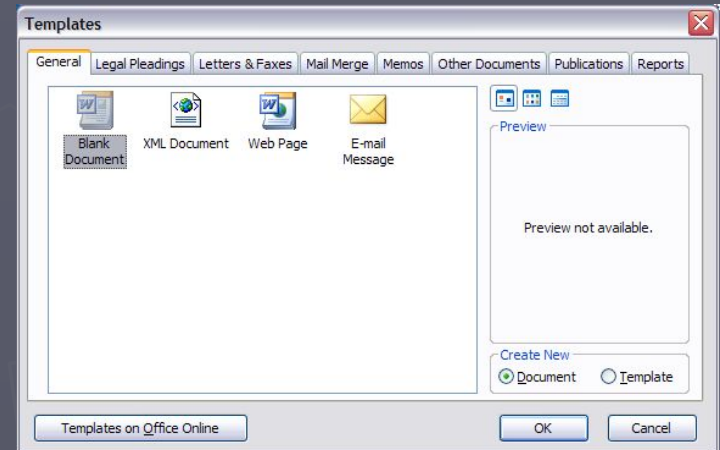 Templates
General Legal Pleadings Letters & Faxes Mail Merge Memos Other Documents Publications Reports
Blank Document
XML Document
Web Page
E-mail Message
Preview
Preview not available.
Create New
Document Template
Templates on Office Online OK Cancel